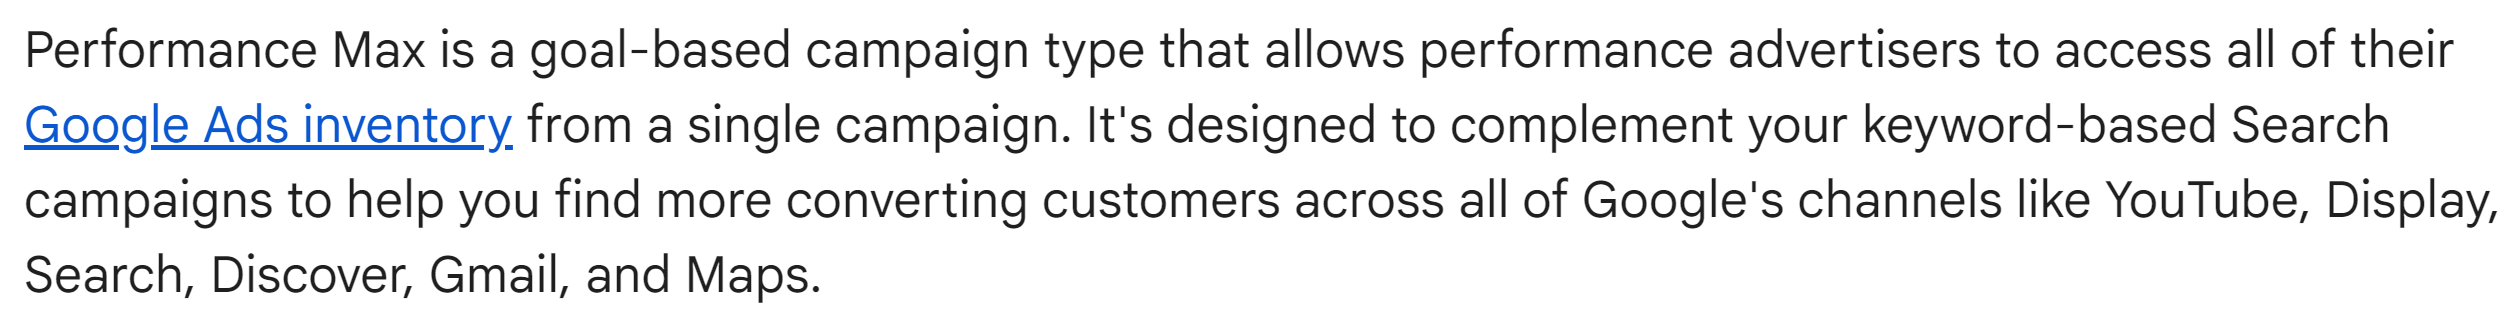 Performance Max is a goal-based campaign type that allows performance advertisers to access all of their
Google Ads inventory from a single campaign. It's designed to complement your keyword-based Search
campaigns to help you find more converting customers across all of Google's channels like YouTube, Display,
Search, Discover, Gmail, and Maps.